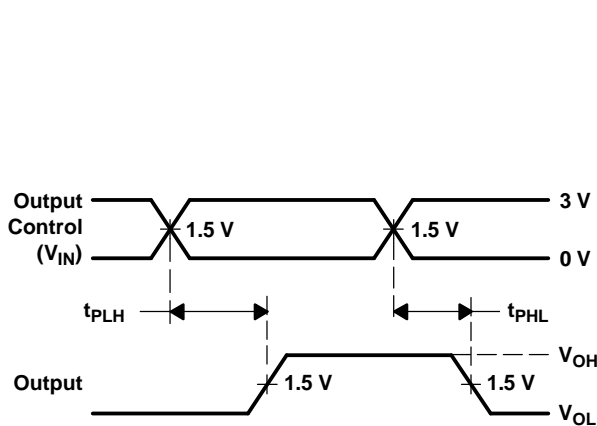 Output
Control
(VIN)
1.5 V
1.5 V
3 V
0 V
tPLH
tPHL
Output
1.5 V
1.5 V
VOH
VOL